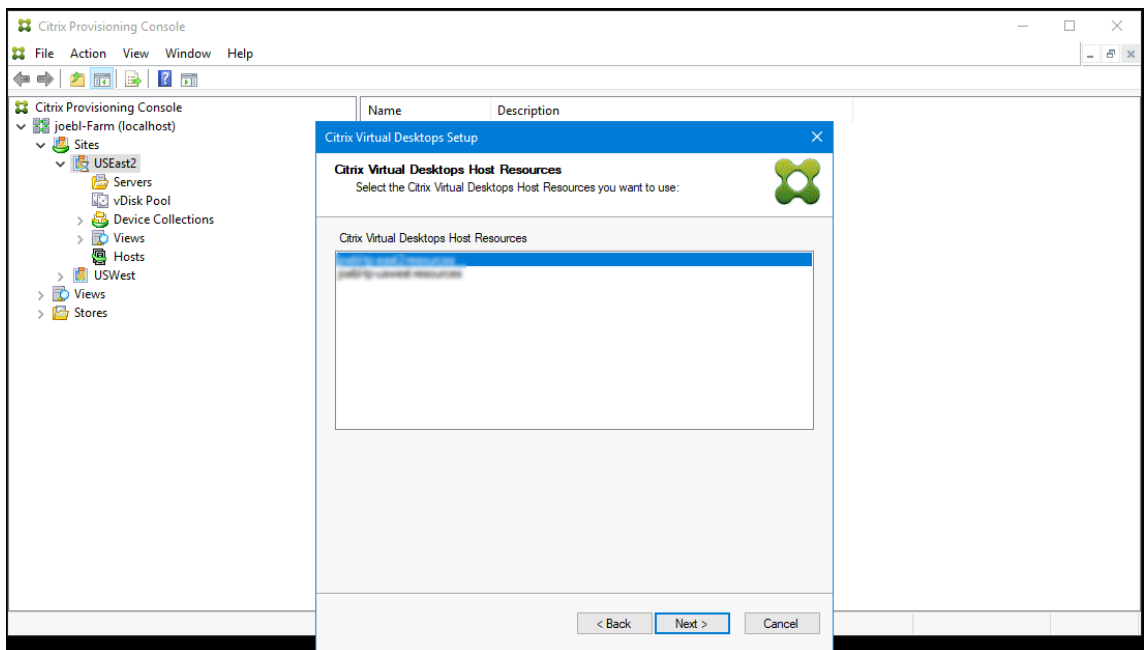 Citrix Provisioning Console
File Action View Window Help
Citrix Provisioning Console
joebl-Farm (localhost)
Sites
USEast2
Servers
vDisk Pool
Device Collections
Views
Hosts
USWest
Views
Stores
Name Description
Citrix Virtual Desktops Setup
Citrix Virtual Desktops Host Resources
Select the Citrix Virtual Desktops Host Resources you want to use:
Citrix Virtual Desktops Host Resources
< Back Next > Cancel